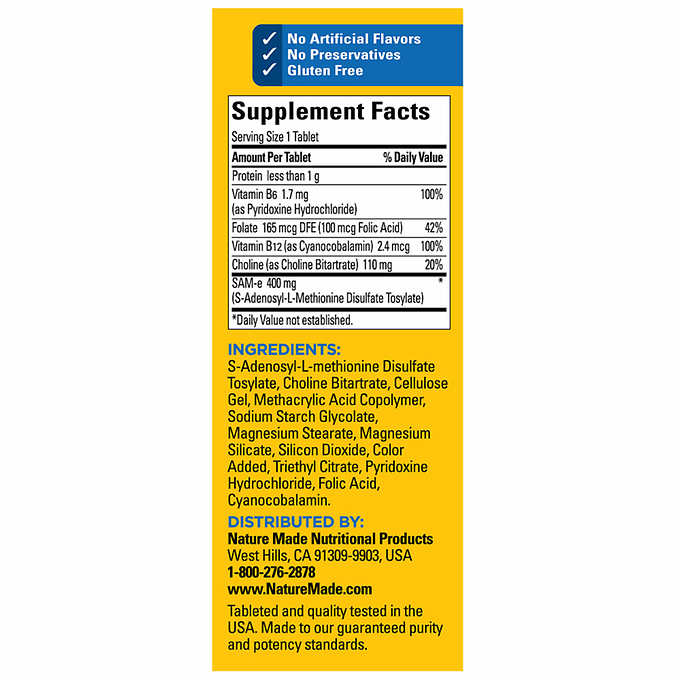 ✓ No Artificial Flavors
✓ No Preservatives
✓ Gluten Free
Supplement Facts
Serving Size 1 Tablet
Amount Per Tablet % Daily Value
Protein less than 1 g
Vitamin B6 1.7 mg 100%
(as Pyridoxine Hydrochloride)
Folate 165 mcg DFE (100 mcg Folic Acid) 42%
Vitamin B12 (as Cyanocobalamin) 2.4 mcg 100%
Choline (as Choline Bitartrate) 110 mg 20%
SAM-e 400 mg *
(S-Adenosyl-L-Methionine Disulfate Tosylate)
*Daily Value not established.
INGREDIENTS:
S-Adenosyl-L-methionine Disulfate
Tosylate, Choline Bitartrate, Cellulose
Gel, Methacrylic Acid Copolymer,
Sodium Starch Glycolate,
Magnesium Stearate, Magnesium
Silicate, Silicon Dioxide, Color
Added, Triethyl Citrate, Pyridoxine
Hydrochloride, Folic Acid,
Cyanocobalamin.
DISTRIBUTED BY:
Nature Made Nutritional Products
West Hills, CA 91309-9903, USA
1-800-276-2878
www.NatureMade.com
Tableted and quality tested in the
USA. Made to our guaranteed purity
and potency standards.